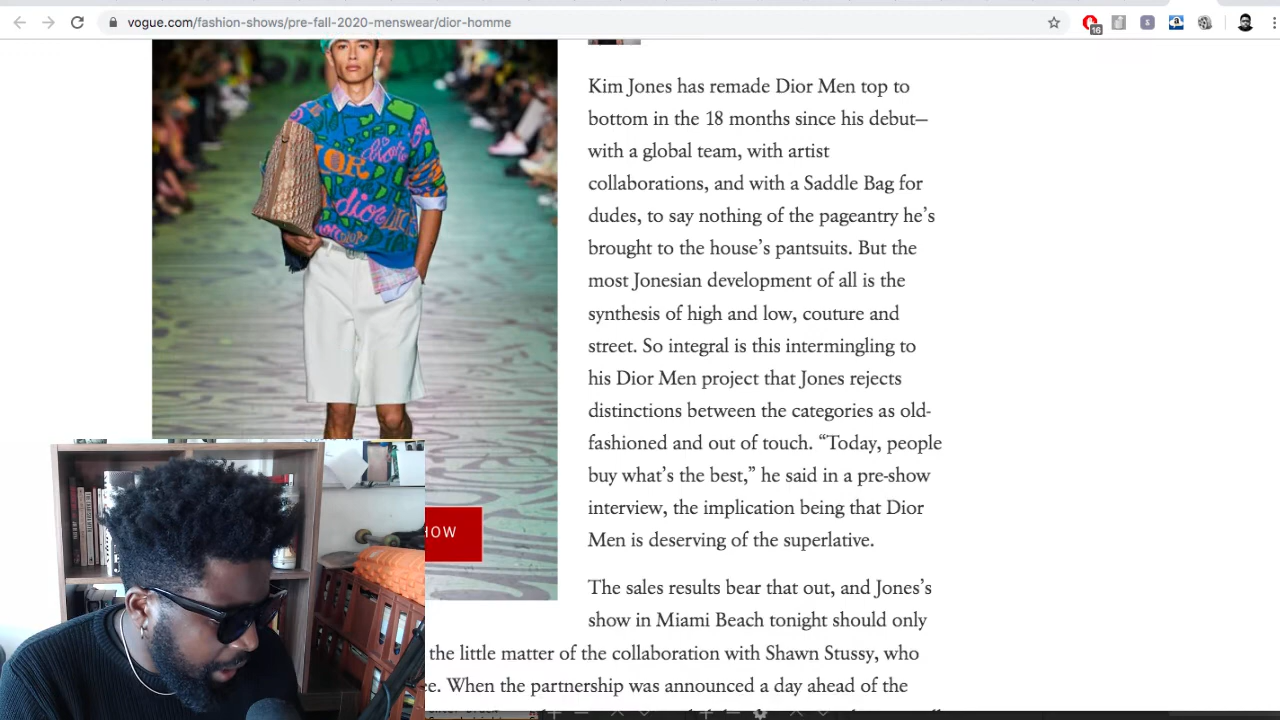 vogue.com/fashion-shows/pre-fall-2020-menswear/dior-homme
16
Kim Jones has remade Dior Men top to
bottom in the 18 months since his debut—
with a global team, with artist
collaborations, and with a Saddle Bag for
dudes, to say nothing of the pageantry he’s
brought to the house’s pantsuits. But the
most Jonesian development of all is the
synthesis of high and low, couture and
street. So integral is this intermingling to
his Dior Men project that Jones rejects
distinctions between the categories as old-
fashioned and out of touch. “Today, people
buy what’s the best,” he said in a pre-show
interview, the implication being that Dior
Men is deserving of the superlative.
HOW
The sales results bear that out, and Jones’s
show in Miami Beach tonight should only
the little matter of the collaboration with Shawn Stussy, who
ee. When the partnership was announced a day ahead of the
DIOR
dior
dior